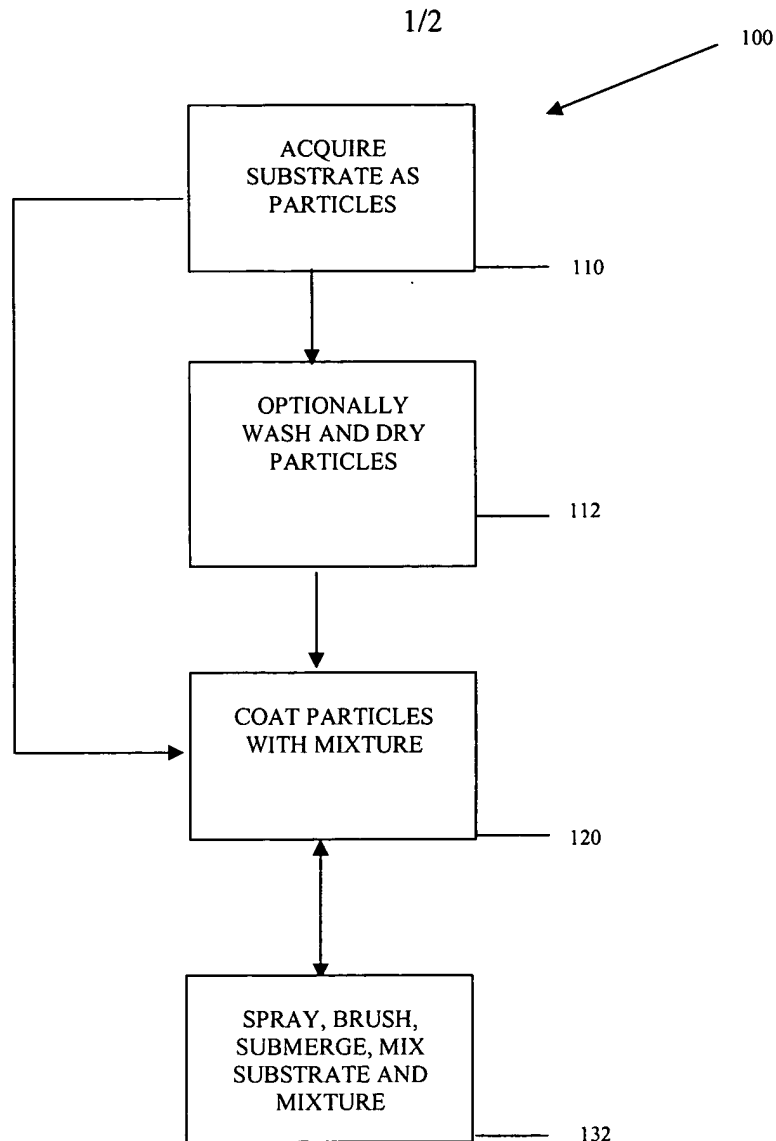 1/2
100
ACQUIRE
SUBSTRATE AS
PARTICLES
110
OPTIONALLY
WASH AND DRY
PARTICLES
112
COAT PARTICLES
WITH MIXTURE
120
SPRAY, BRUSH,
SUBMERGE, MIX
SUBSTRATE AND
MIXTURE
132